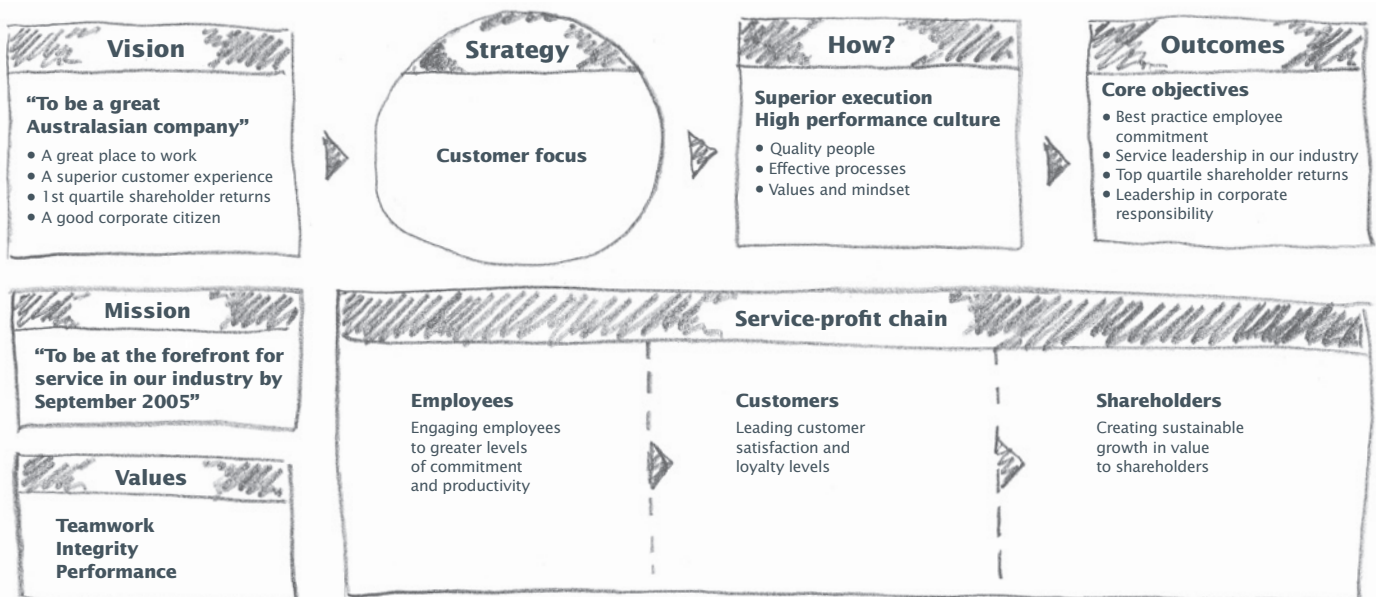 Vision
“To be a great
Australasian company”
• A great place to work
• A superior customer experience
• 1st quartile shareholder returns
• A good corporate citizen
Strategy
Customer focus
How?
Superior execution
High performance culture
• Quality people
• Effective processes
• Values and mindset
Outcomes
Core objectives
• Best practice employee
commitment
• Service leadership in our industry
• Top quartile shareholder returns
• Leadership in corporate
responsibility
Mission
“To be at the forefront for
service in our industry by
September 2005”
Values
Teamwork
Integrity
Performance
Service-profit chain
Employees
Engaging employees
to greater levels
of commitment
and productivity
Customers
Leading customer
satisfaction and
loyalty levels
Shareholders
Creating sustainable
growth in value
to shareholders